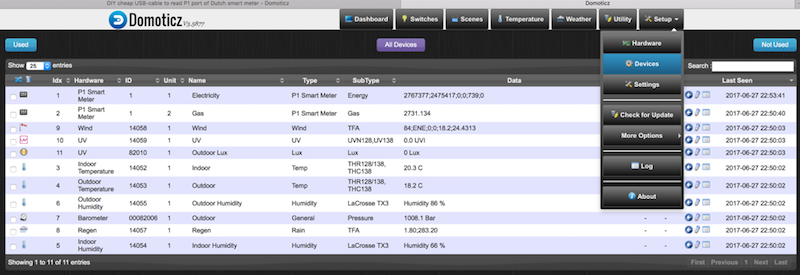 DIY cheap USB-cable to read P1 port of Dutch smart meter - Domoticz
Domoticz
Domoticz V3.5877
Dashboard Switches Scenes Temperature Weather Utility Setup
Used All Devices Not Used
Hardware
Devices
Settings
Check for Update
More Options
Log
About
Show 25 entries Search:
Idx Hardware ID Unit Name Type SubType Data Last Seen
1 P1 Smart Meter 1 1 Electricity P1 Smart Meter Energy 2767377;2475417;0;0;739;0 2017-06-27 22:53:41
2 P1 Smart Meter 1 2 Gas P1 Smart Meter Gas 2731.134 2017-06-27 22:50:40
9 Wind 14058 1 Wind Wind TFA 84;ENE;0;0;18.2;24.4313 2017-06-27 22:50:03
10 UV 14059 1 UV UV UVN128,UV138 0.0 UVI 2017-06-27 22:50:03
11 UV 82010 1 Outdoor Lux Lux Lux 0 Lux 2017-06-27 22:50:03
3 Indoor Temperature 14052 1 Indoor Temp THR128/138, THC138 20.3 C 2017-06-27 22:50:02
4 Outdoor Temperature 14053 1 Outdoor Temp THR128/138, THC138 18.2 C 2017-06-27 22:50:02
6 Outdoor Humidity 14055 1 Outdoor Humidity Humidity LaCrosse TX3 Humidity 86 % 2017-06-27 22:50:02
7 Barometer 00082006 1 Outdoor General Pressure 1008.1 Bar - - 2017-06-27 22:50:02
8 Regen 14057 1 Regen Rain TFA 1.80;283.20 - - 2017-06-27 22:50:02
5 Indoor Humidity 14054 1 Indoor Humidity Humidity LaCrosse TX3 Humidity 66 % - - 2017-06-27 22:50:02
Showing 1 to 11 of 11 entries First Previous 1 Next Last